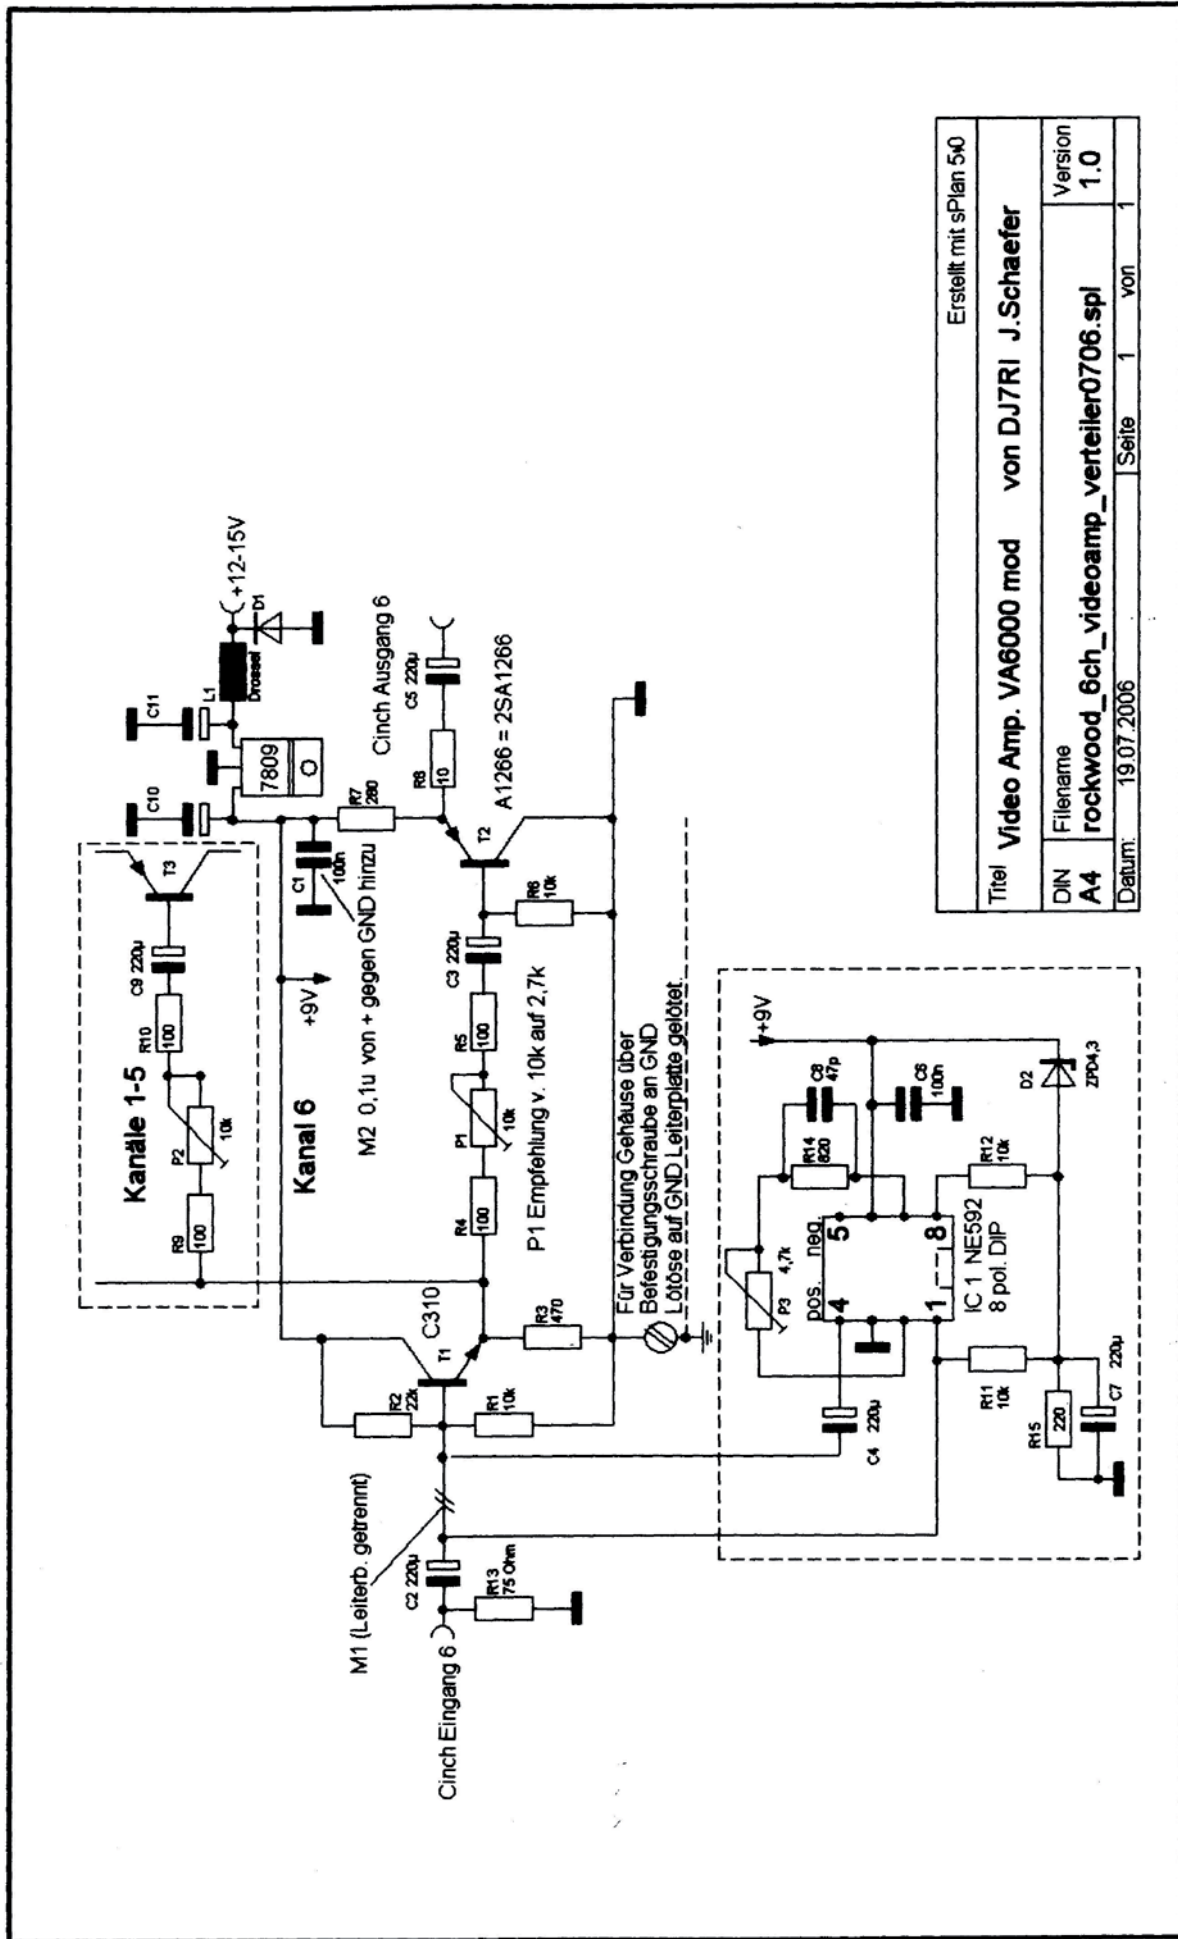 Kanäle 1-5
R9
100
P2
10k
R10
100
C9 220µ
T3
C10
C11
7809
L1
Drossel
+12-15V
D1
+9V
Kanal 6
C1
100n
M2 0,1u von + gegen GND hinzu
R7
280
Cinch Ausgang 6
R8
10
C5 220µ
T2
A1266 = 2SA1266
M1 (Leiterb. getrennt)
Cinch Eingang 6
C2 220µ
R13
75 Ohm
R2
22k
R1
10k
C310
T1
R3
470
R4
100
P1
10k
R5
100
C3 220µ
R6
10k
P1 Empfehlung v. 10k auf 2,7k
Für Verbindung Gehäuse über
Befestigungsschraube an GND
Lötöse auf GND Leiterplatte gelötet.
C4 220µ
P3 4,7k
R14
820
C8
47p
+9V
pos. neg.
4 5
1 8
IC 1 NE592
8 pol. DIP
C6
100n
R11
10k
R12
10k
D2
ZPD4,3
R15
220
C7 220µ
Erstellt mit sPlan 5.0
Titel Video Amp. VA6000 mod von DJ7RI J.Schaefer
DIN Filename Version
A4 rockwood_6ch_videoamp_verteiler0706.spl 1.0
Datum: 19.07.2006 Seite 1 von 1